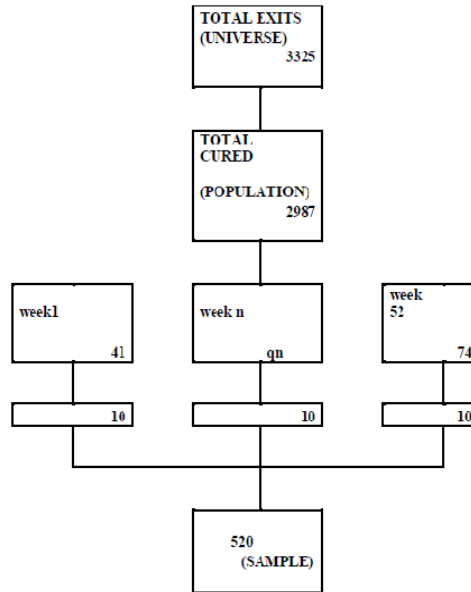 TOTAL EXITS
(UNIVERSE)
3325
TOTAL
CURED
(POPULATION)
2987
week1
41
week n
qn
week
52
74
10
10
10
520
(SAMPLE)